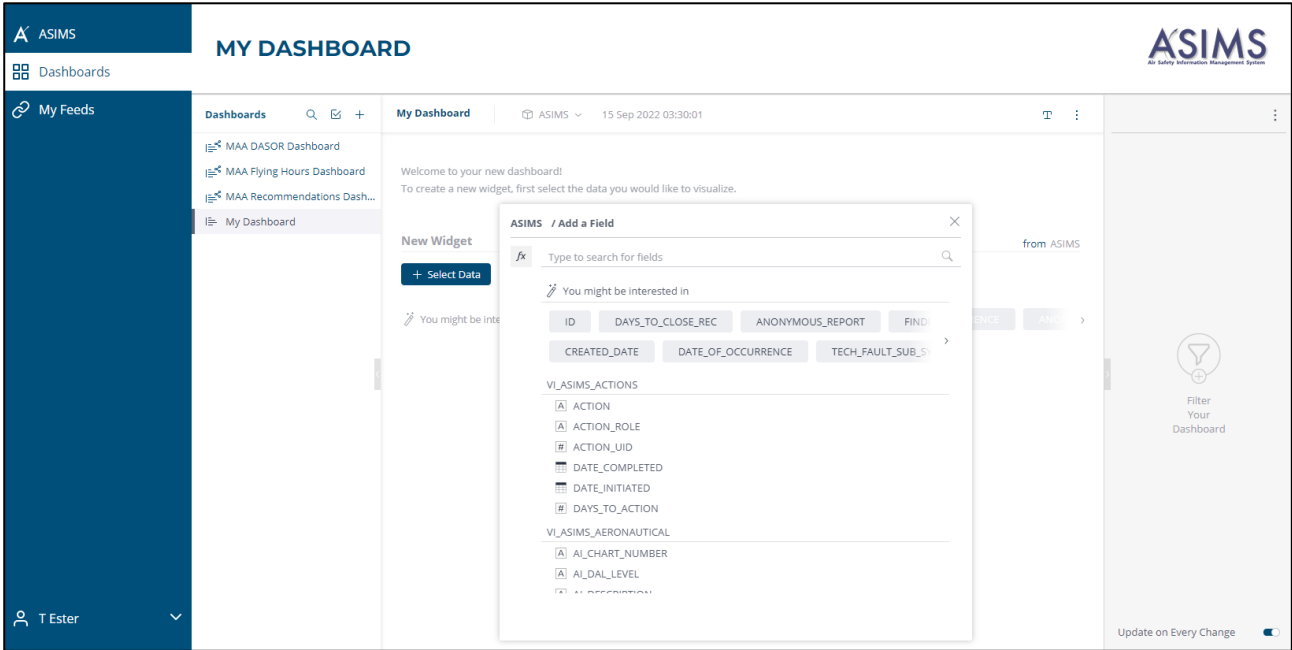 ASIMS
Dashboards
My Feeds
T Ester
MY DASHBOARD
ASIMS
Air Safety Information Management System
Dashboards
MAA DASOR Dashboard
MAA Flying Hours Dashboard
MAA Recommendations Dash...
My Dashboard
My Dashboard
ASIMS
15 Sep 2022 03:30:01
T
Welcome to your new dashboard!
To create a new widget, first select the data you would like to visualize.
New Widget
from ASIMS
+ Select Data
You might be inte
ASIMS / Add a Field
fx
Type to search for fields
You might be interested in
ID DAYS_TO_CLOSE_REC ANONYMOUS_REPORT FIND
CREATED_DATE DATE_OF_OCCURRENCE TECH_FAULT_SUB_SY
VI_ASIMS_ACTIONS
A ACTION
A ACTION_ROLE
# ACTION_UID
DATE_COMPLETED
DATE_INITIATED
# DAYS_TO_ACTION
VI_ASIMS_AERONAUTICAL
A AI_CHART_NUMBER
A AI_DAL_LEVEL
A AI_DESCRIPTION
Filter
Your
Dashboard
Update on Every Change